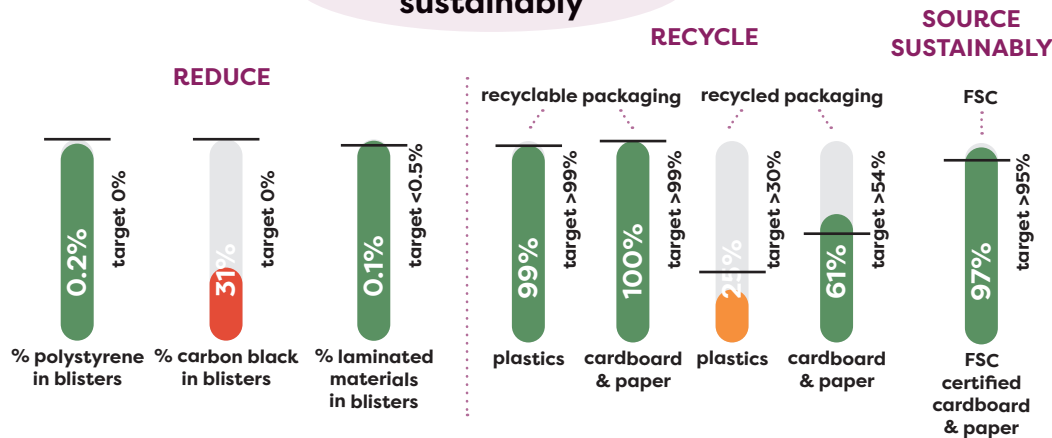 sustainably
REDUCE
0.2%
target 0%
% polystyrene
in blisters
31%
target 0%
% carbon black
in blisters
0.1%
target <0.5%
% laminated
materials
in blisters
RECYCLE
recyclable packaging
99%
target >99%
plastics
100%
target >99%
cardboard
& paper
recycled packaging
25%
target >30%
plastics
61%
target >54%
cardboard
& paper
SOURCE
SUSTAINABLY
FSC
97%
target >95%
FSC
certified
cardboard
& paper